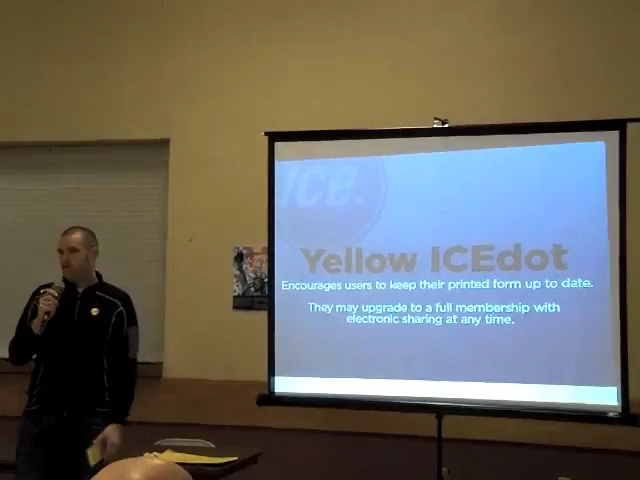 ice.
Yellow ICEdot
Encourages users to keep their printed form up to date.
They may upgrade to a full membership with
electronic sharing at any time.